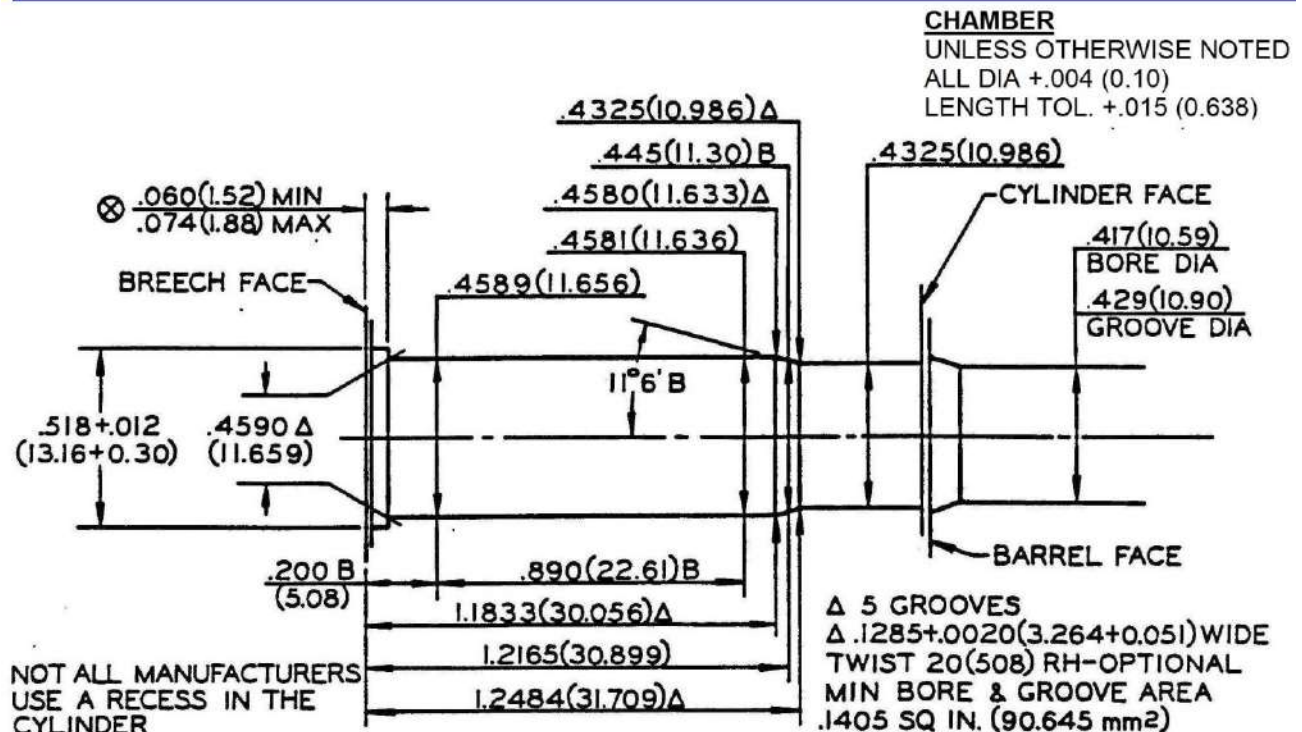 CHAMBER
UNLESS OTHERWISE NOTED
ALL DIA +.004 (0.10)
LENGTH TOL. +.015 (0.638)
.4325(10.986)Δ
.445(11.30)B
.4325(10.986)
⊗ .060(1.52) MIN
.074(1.88) MAX
.4580(11.633)Δ
CYLINDER FACE
.4581(11.636)
.417(10.59)
BORE DIA
BREECH FACE
.4589(11.656)
.429(10.90)
GROOVE DIA
11°6'B
.518+.012
(13.16+0.30)
.4590Δ
(11.659)
BARREL FACE
.200 B
(5.08)
.890(22.61)B
1.1833(30.056)Δ
1.2165(30.899)
1.2484(31.709)Δ
Δ 5 GROOVES
Δ .1285+.0020(3.264+0.051)WIDE
TWIST 20(508) RH-OPTIONAL
MIN BORE & GROOVE AREA
.1405 SQ IN. (90.645 mm2)
NOT ALL MANUFACTURERS
USE A RECESS IN THE
CYLINDER